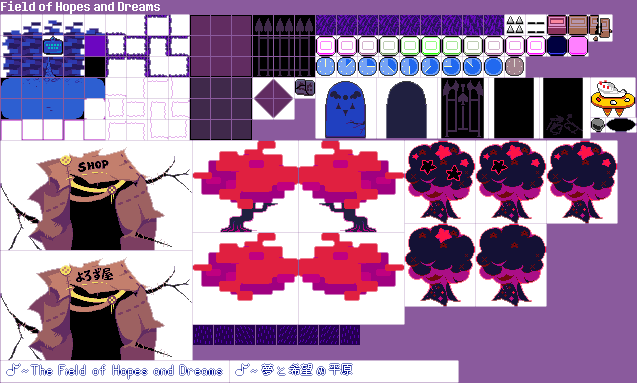 Field of Hopes and Dreams
SHOP
よろず屋
♪~The Field of Hopes and Dreams
♪~夢と希望の平原